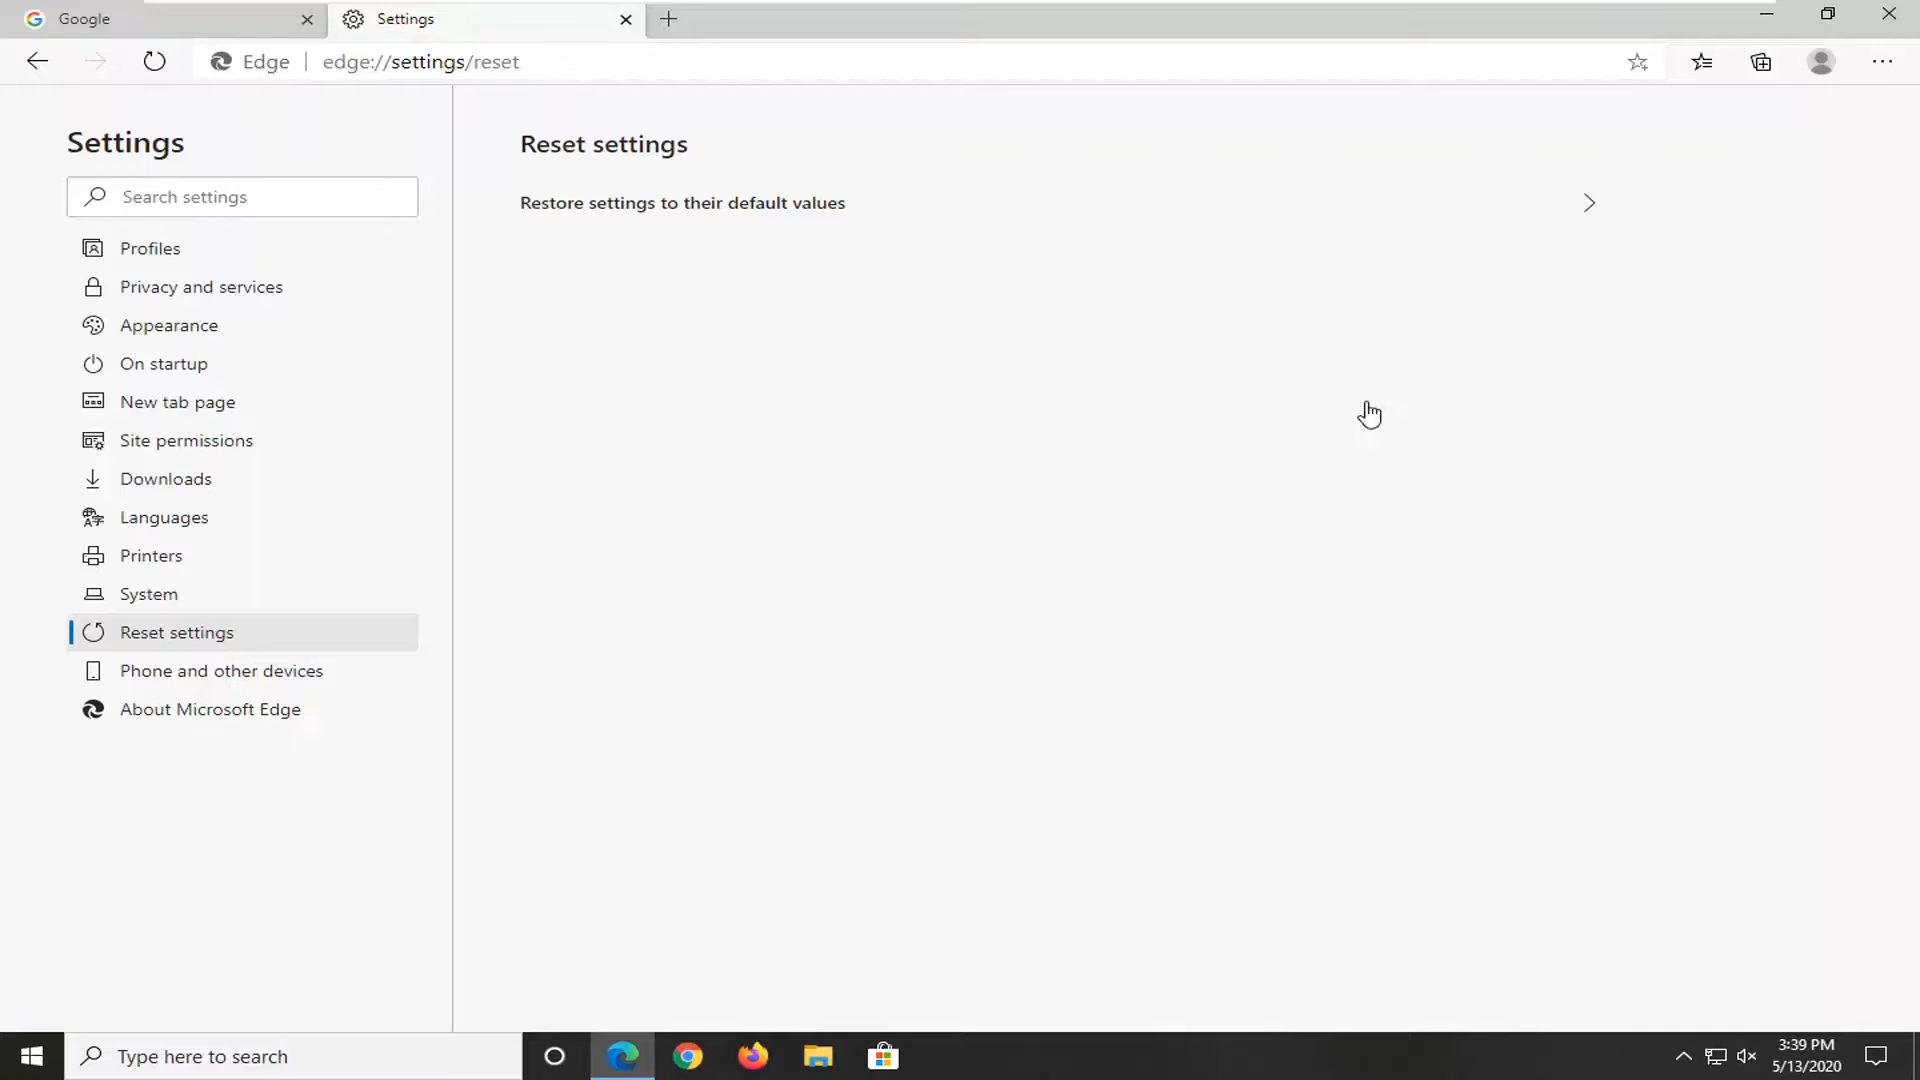 Google
Settings
Edge
edge://settings/reset
Settings
Search settings
Profiles
Privacy and services
Appearance
On startup
New tab page
Site permissions
Downloads
Languages
Printers
System
Reset settings
Phone and other devices
About Microsoft Edge
Reset settings
Restore settings to their default values
Type here to search
3:39 PM
5/13/2020